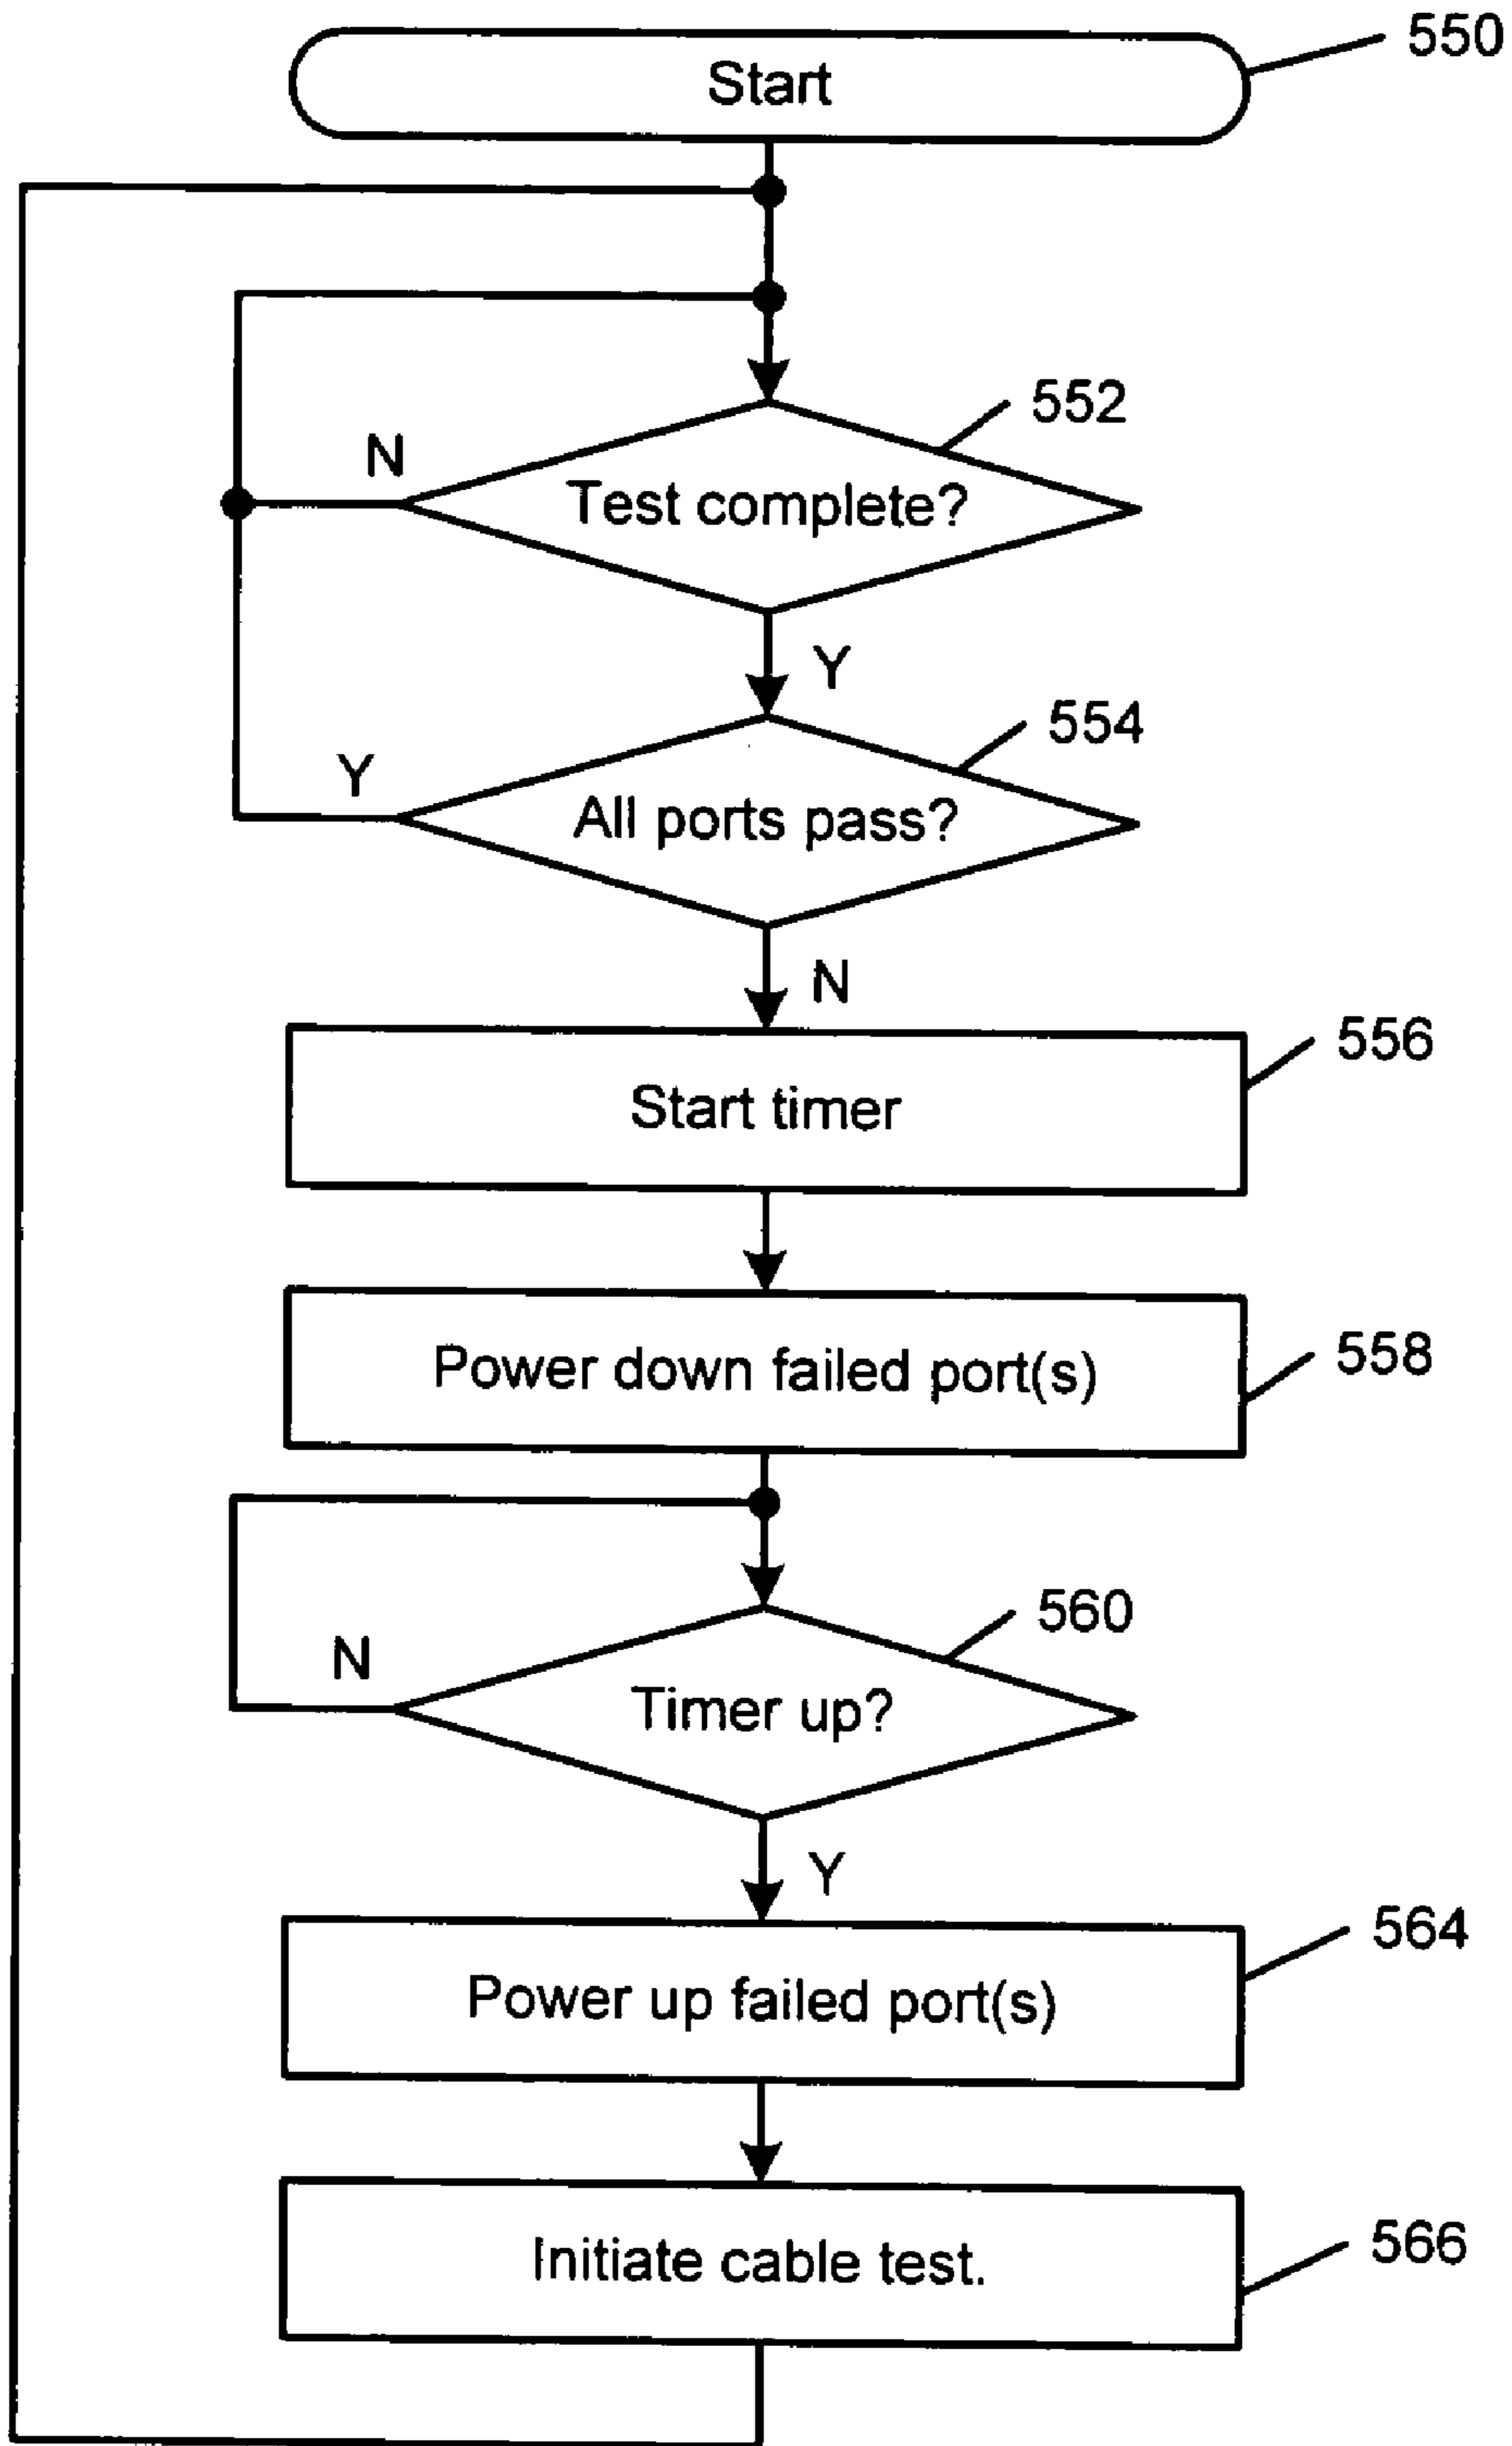 550
Start
552
N
Test complete?
Y
554
Y
All ports pass?
N
556
Start timer
558
Power down failed port(s)
560
N
Timer up?
Y
564
Power up failed port(s)
566
Initiate cable test.